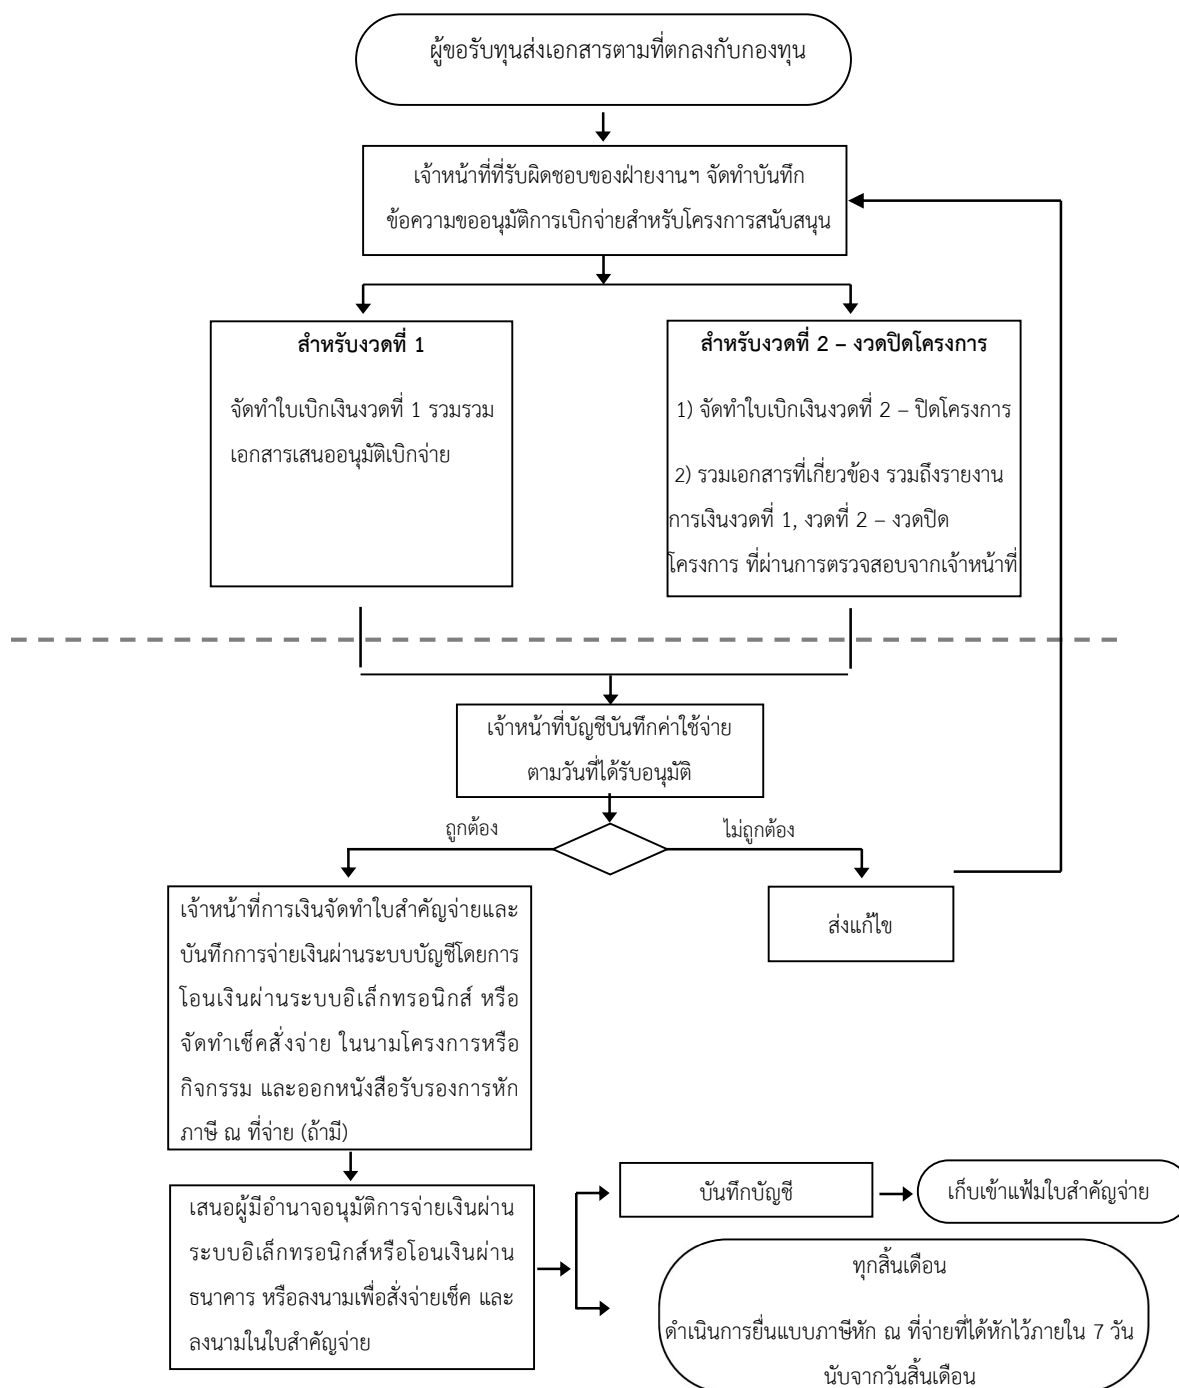 ผู้ขอรับทุนส่งเอกสารตามที่ตกลงกับกองทุน
เจ้าหน้าที่ที่รับผิดชอบของฝ่ายงานฯ จัดทำบันทึก
ข้อความขออนุมัติการเบิกจ่ายสำหรับโครงการสนับสนุน
สำหรับงวดที่ 1
จัดทำใบเบิกเงินงวดที่ 1 รวมรวม
เอกสารเสนออนุมัติเบิกจ่าย
สำหรับงวดที่ 2 – งวดปิดโครงการ
1) จัดทำใบเบิกเงินงวดที่ 2 – ปิดโครงการ
2) รวมเอกสารที่เกี่ยวข้อง รวมถึงรายงาน
การเงินงวดที่ 1, งวดที่ 2 – งวดปิด
โครงการ ที่ผ่านการตรวจสอบจากเจ้าหน้าที่
เจ้าหน้าที่บัญชีบันทึกค่าใช้จ่าย
ตามวันที่ได้รับอนุมัติ
ถูกต้อง
ไม่ถูกต้อง
เจ้าหน้าที่การเงินจัดทำใบสำคัญจ่ายและ
บันทึกการจ่ายเงินผ่านระบบบัญชีโดยการ
โอนเงินผ่านระบบอิเล็กทรอนิกส์ หรือ
จัดทำเช็คสั่งจ่าย ในนามโครงการหรือ
กิจกรรม และออกหนังสือรับรองการหัก
ภาษี ณ ที่จ่าย (ถ้ามี)
ส่งแก้ไข
เสนอผู้มีอำนาจอนุมัติการจ่ายเงินผ่าน
ระบบอิเล็กทรอนิกส์หรือโอนเงินผ่าน
ธนาคาร หรือลงนามเพื่อสั่งจ่ายเช็ค และ
ลงนามในใบสำคัญจ่าย
บันทึกบัญชี
เก็บเข้าแฟ้มใบสำคัญจ่าย
ทุกสิ้นเดือน
ดำเนินการยื่นแบบภาษีหัก ณ ที่จ่ายที่ได้หักไว้ภายใน 7 วัน
นับจากวันสิ้นเดือน